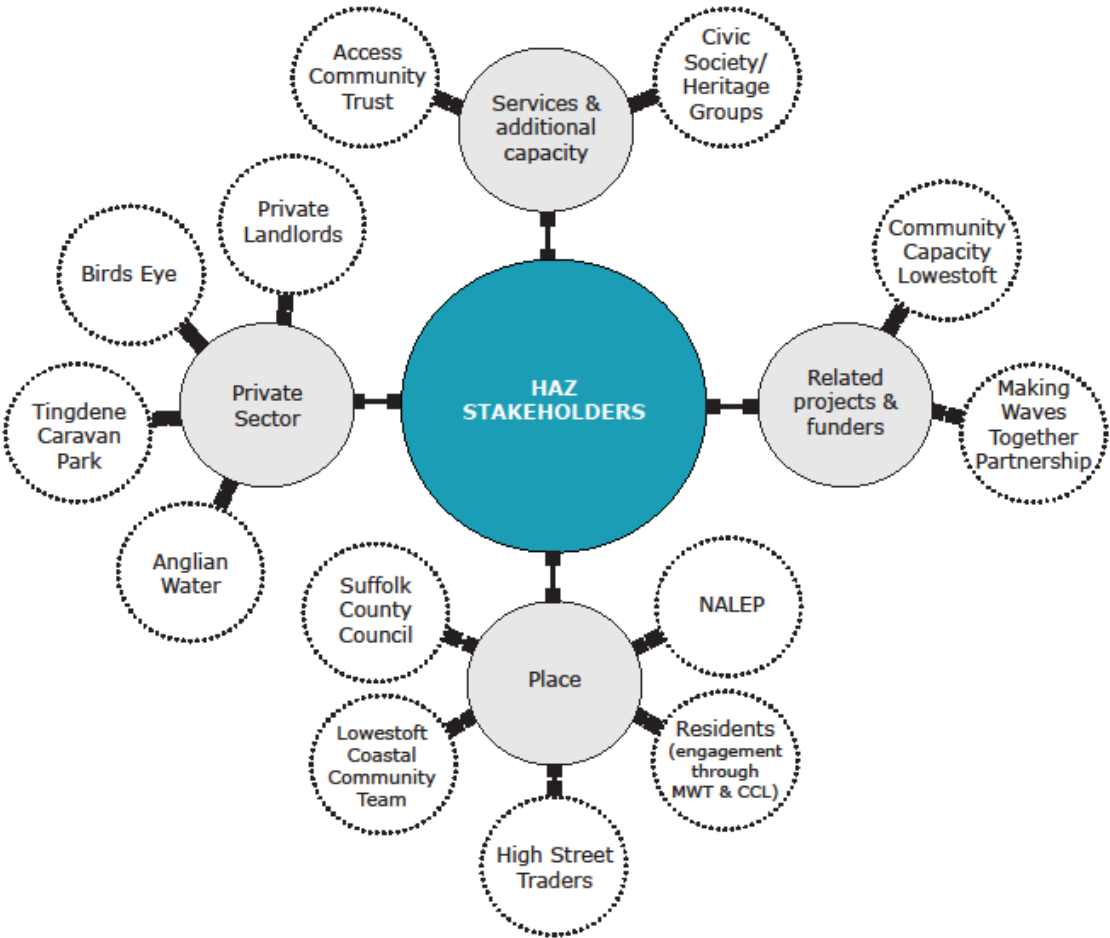 Access
Community
Trust
Services &
additional
capacity
Civic
Society/
Heritage
Groups
Private
Landlords
Birds Eye
Tingdene
Caravan
Park
Anglian
Water
Private
Sector
HAZ
STAKEHOLDERS
Related
projects &
funders
Community
Capacity
Lowestoft
Making
Waves
Together
Partnership
Suffolk
County
Council
NALEP
Place
Lowestoft
Coastal
Community
Team
Residents
(engagement
through
MWT & CCL)
High Street
Traders